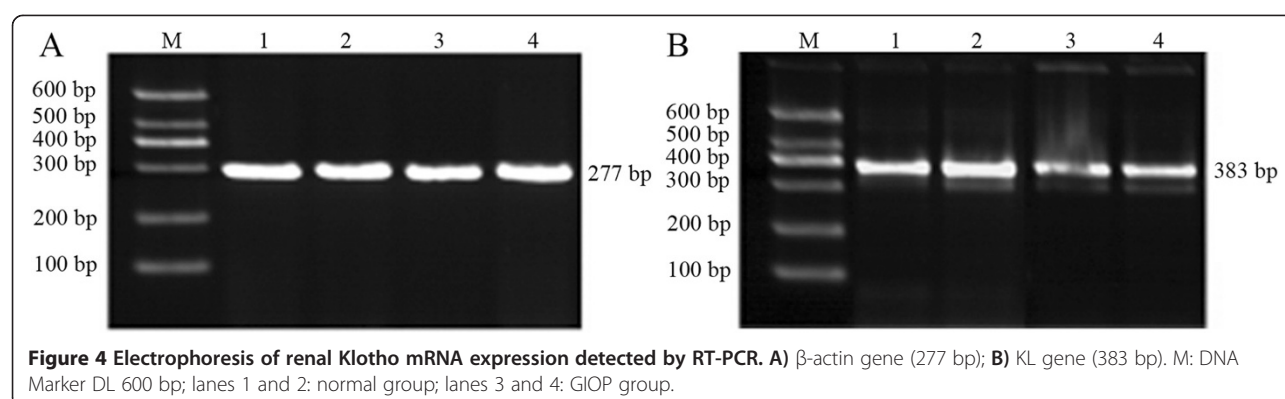 A
M 1 2 3 4
600 bp
500 bp
400 bp
300 bp
200 bp
100 bp
277 bp
B
M 1 2 3 4
600 bp
500 bp
400 bp
300 bp
200 bp
100 bp
383 bp
Figure 4 Electrophoresis of renal Klotho mRNA expression detected by RT-PCR. A) β-actin gene (277 bp); B) KL gene (383 bp). M: DNA
Marker DL 600 bp; lanes 1 and 2: normal group; lanes 3 and 4: GIOP group.